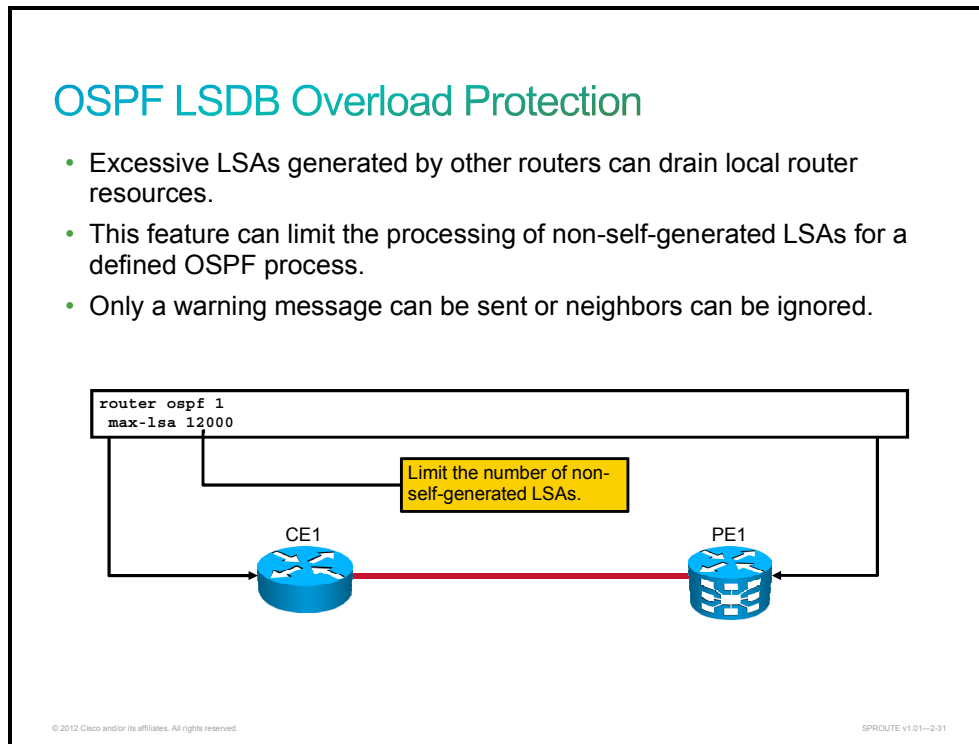 OSPF LSDB Overload Protection
• Excessive LSAs generated by other routers can drain local router
resources.
• This feature can limit the processing of non-self-generated LSAs for a
defined OSPF process.
• Only a warning message can be sent or neighbors can be ignored.
router ospf 1
max-lsa 12000
Limit the number of non-
self-generated LSAs.
CE1
PE1
© 2012 Cisco and/or its affiliates. All rights reserved.
SPROUTE v1.01—2-31